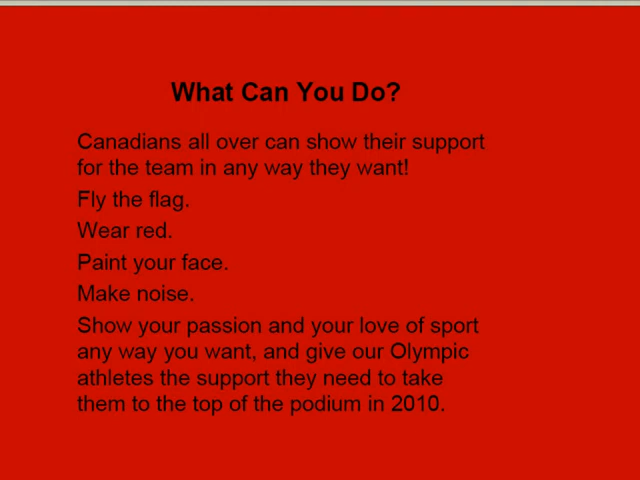 What Can You Do?
Canadians all over can show their support
for the team in any way they want!
Fly the flag.
Wear red.
Paint your face.
Make noise.
Show your passion and your love of sport
any way you want, and give our Olympic
athletes the support they need to take
them to the top of the podium in 2010.